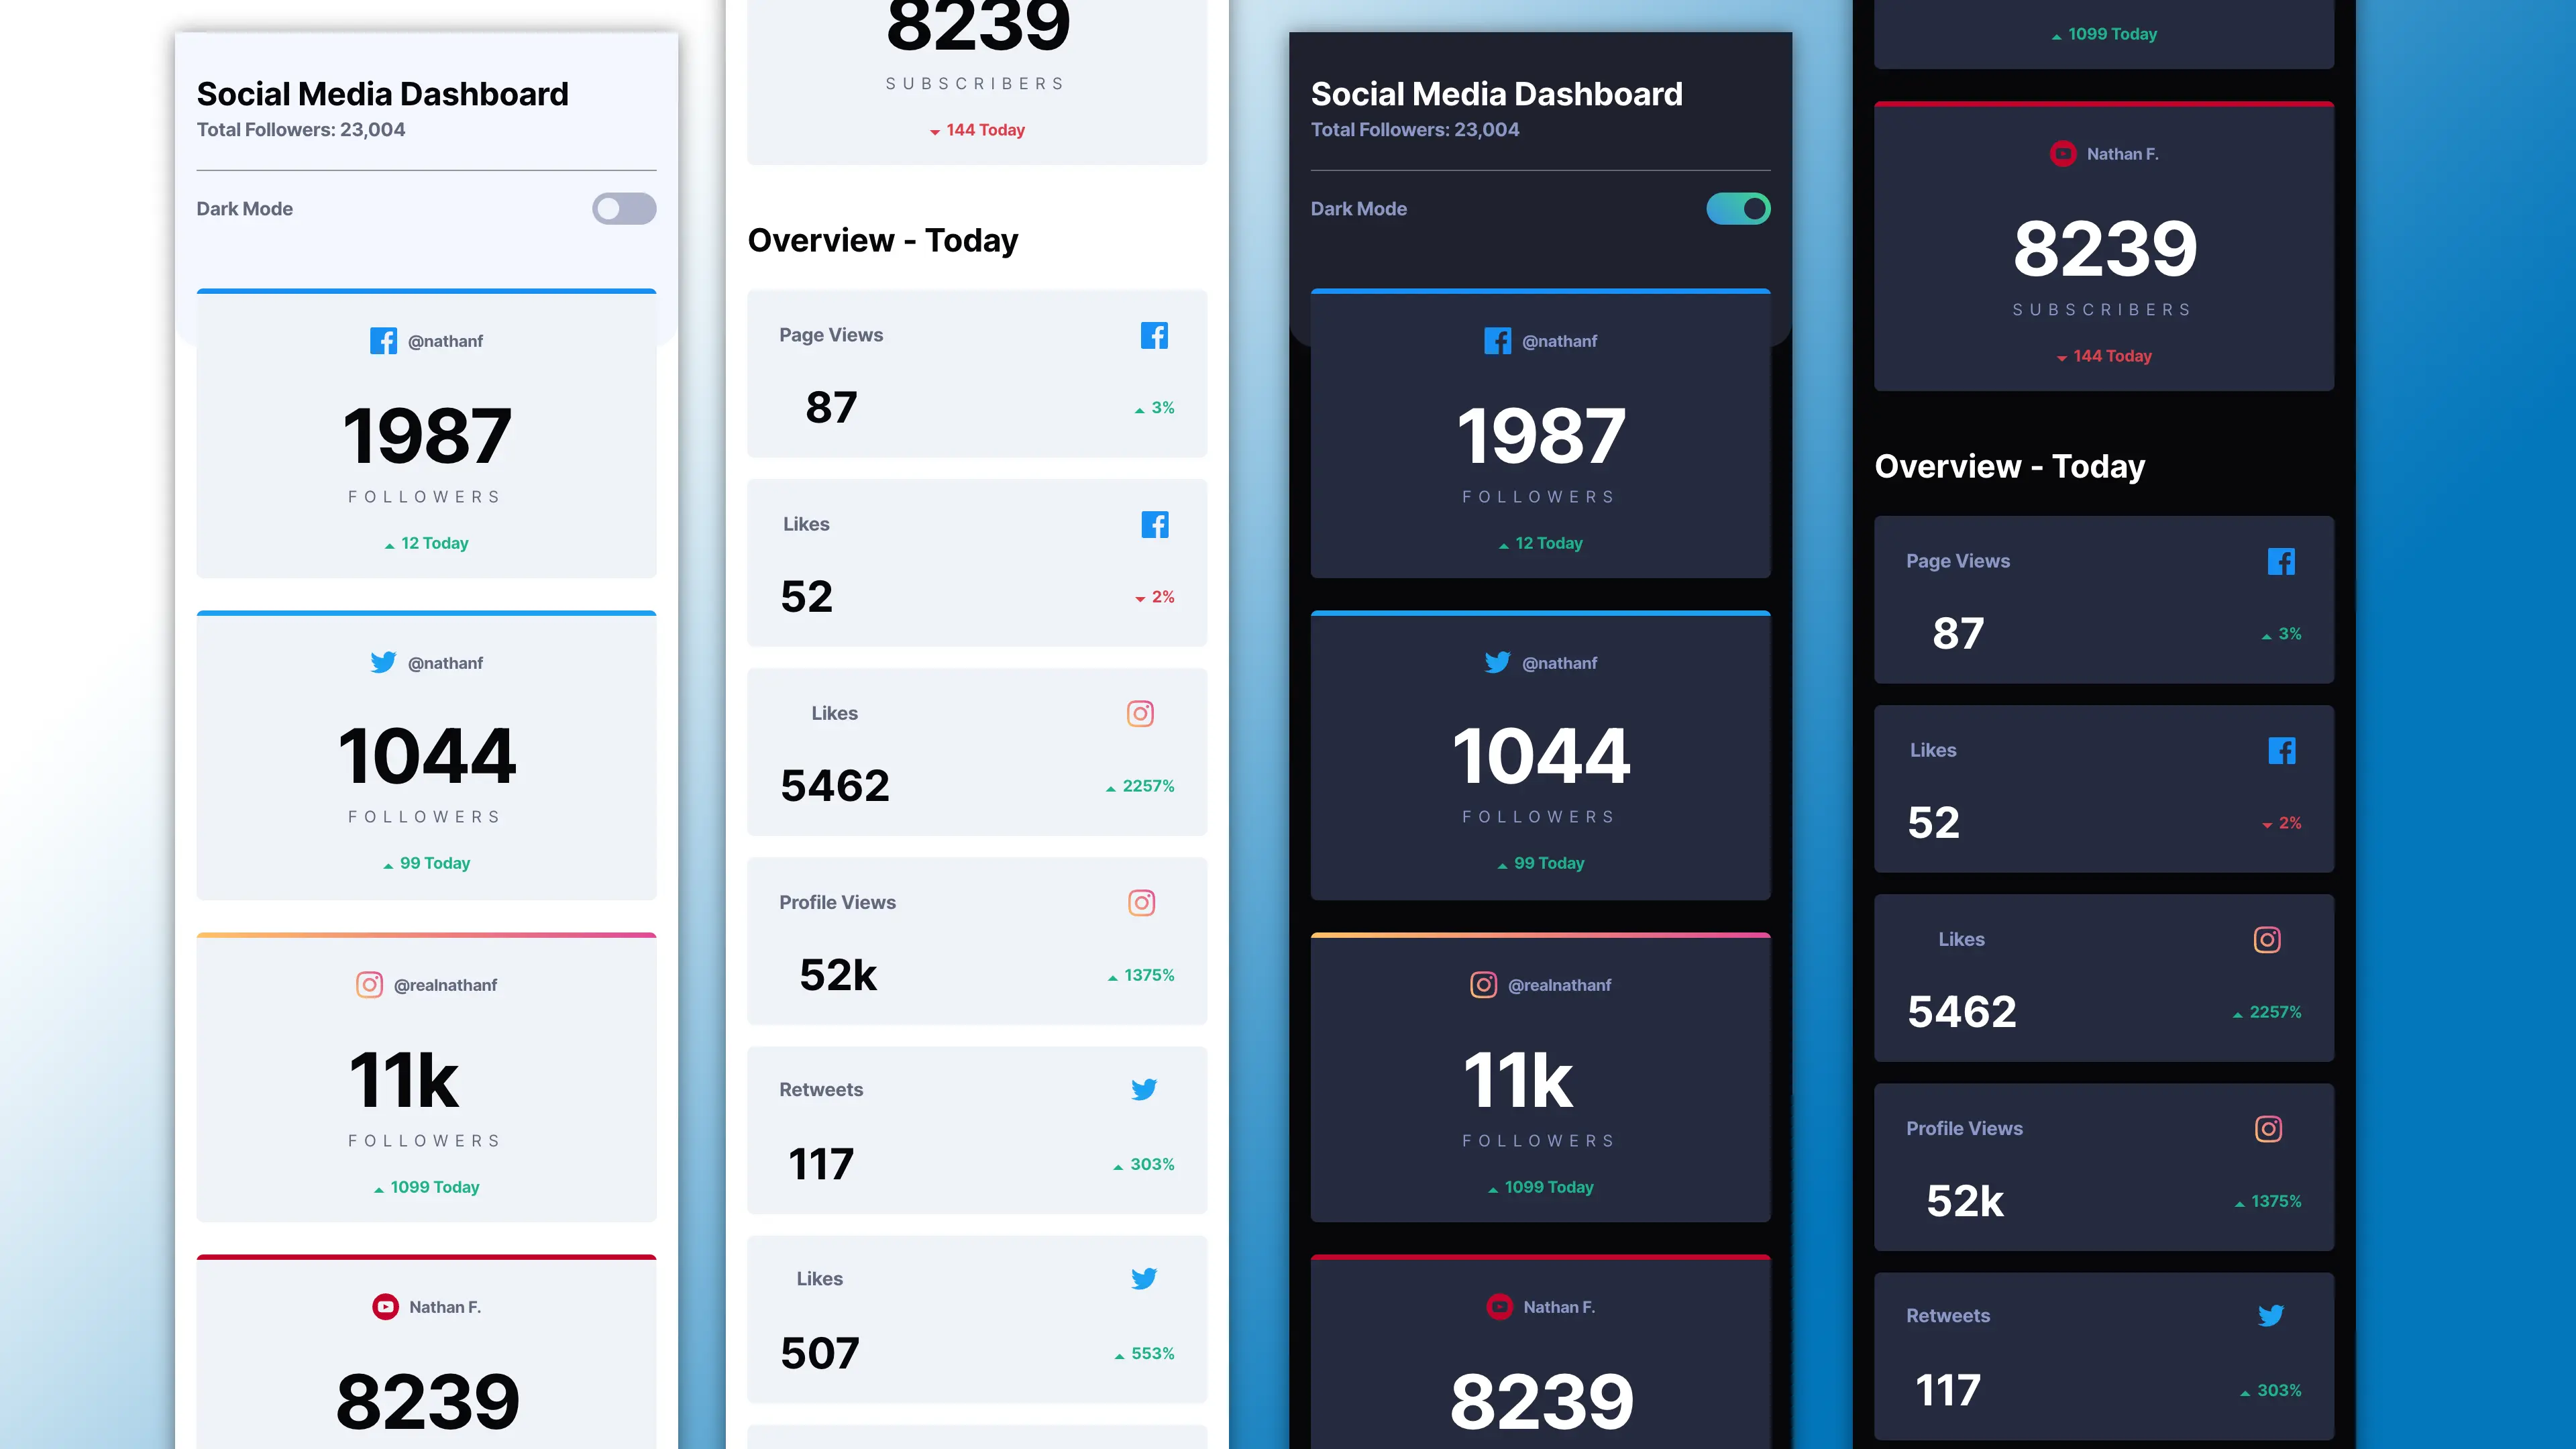 Social Media Dashboard
Total Followers: 23,004
Dark Mode
@nathanf
1987
FOLLOWERS
12 Today
@nathanf
1044
FOLLOWERS
99 Today
@realnathanf
11k
FOLLOWERS
1099 Today
Nathan F.
8239
8239
SUBSCRIBERS
144 Today
Overview - Today
Page Views
87
3%
Likes
52
2%
Likes
5462
2257%
Profile Views
52k
1375%
Retweets
117
303%
Likes
507
553%
Social Media Dashboard
Total Followers: 23,004
Dark Mode
@nathanf
1987
FOLLOWERS
12 Today
@nathanf
1044
FOLLOWERS
99 Today
@realnathanf
11k
FOLLOWERS
1099 Today
Nathan F.
8239
1099 Today
Nathan F.
8239
SUBSCRIBERS
144 Today
Overview - Today
Page Views
87
3%
Likes
52
2%
Likes
5462
2257%
Profile Views
52k
1375%
Retweets
117
303%